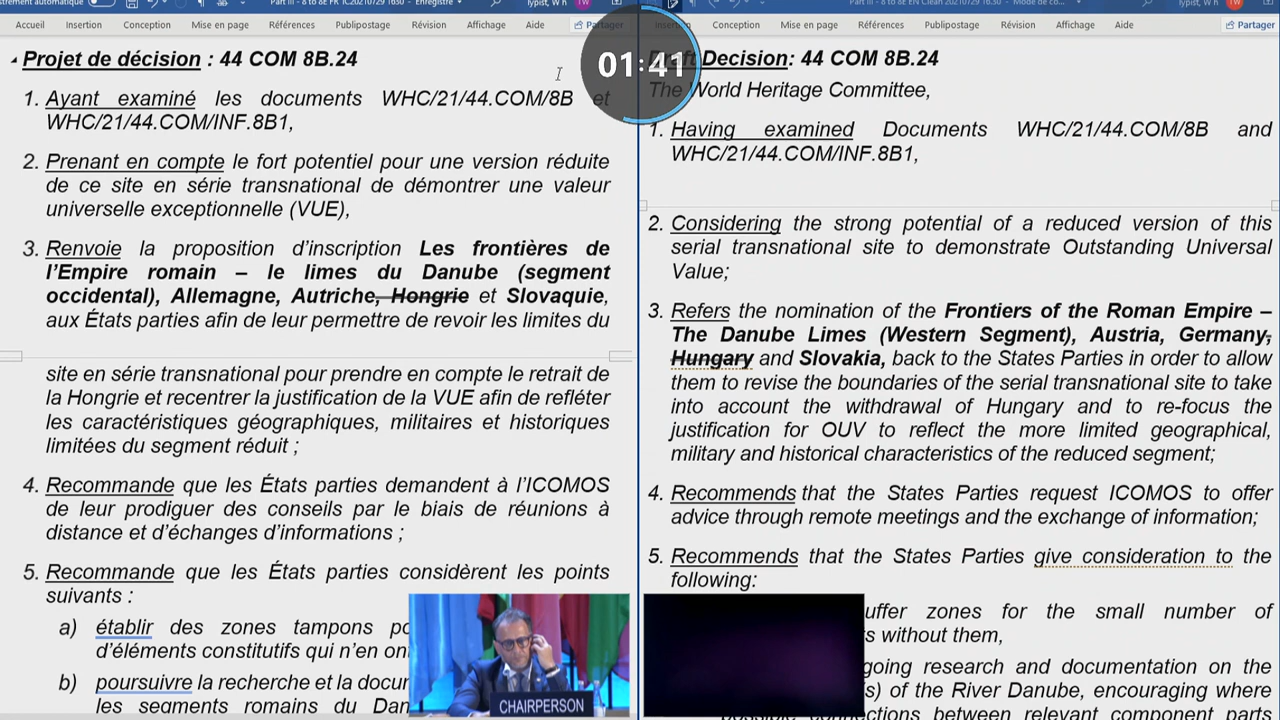 Accueil Insertion Conception Mise en page Références Publipostage Révision Affichage Aide Partager
Projet de décision : 44 COM 8B.24
1. Ayant examiné les documents WHC/21/44.COM/8B et
WHC/21/44.COM/INF.8B1,
2. Prenant en compte le fort potentiel pour une version réduite
de ce site en série transnational de démontrer une valeur
universelle exceptionnelle (VUE),
3. Renvoie la proposition d’inscription Les frontières de
l’Empire romain – le limes du Danube (segment
occidental), Allemagne, Autriche, Hongrie et Slovaquie,
aux États parties afin de leur permettre de revoir les limites du
site en série transnational pour prendre en compte le retrait de
la Hongrie et recentrer la justification de la VUE afin de refléter
les caractéristiques géographiques, militaires et historiques
limitées du segment réduit ;
4. Recommande que les États parties demandent à l’ICOMOS
de leur prodiguer des conseils par le biais de réunions à
distance et d’échanges d’informations ;
5. Recommande que les États parties considèrent les points
suivants :
a) établir des zones tampons
d’éléments constitutifs qui n’en
b) poursuivre la recherche et la
les segments romains du
CHAIRPERSON
01:41
Conception Mise en page Références Publipostage Révision Affichage Aide Partager
Draft Decision: 44 COM 8B.24
The World Heritage Committee,
1. Having examined Documents WHC/21/44.COM/8B and
WHC/21/44.COM/INF.8B1,
2. Considering the strong potential of a reduced version of this
serial transnational site to demonstrate Outstanding Universal
Value;
3. Refers the nomination of the Frontiers of the Roman Empire –
The Danube Limes (Western Segment), Austria, Germany,
Hungary and Slovakia, back to the States Parties in order to allow
them to revise the boundaries of the serial transnational site to take
into account the withdrawal of Hungary and to re-focus the
justification for OUV to reflect the more limited geographical,
military and historical characteristics of the reduced segment;
4. Recommends that the States Parties request ICOMOS to offer
advice through remote meetings and the exchange of information;
5. Recommends that the States Parties give consideration to the
following:
uffer zones for the small number of
s without them,
going research and documentation on the
s) of the River Danube, encouraging where
possible connections between relevant component parts